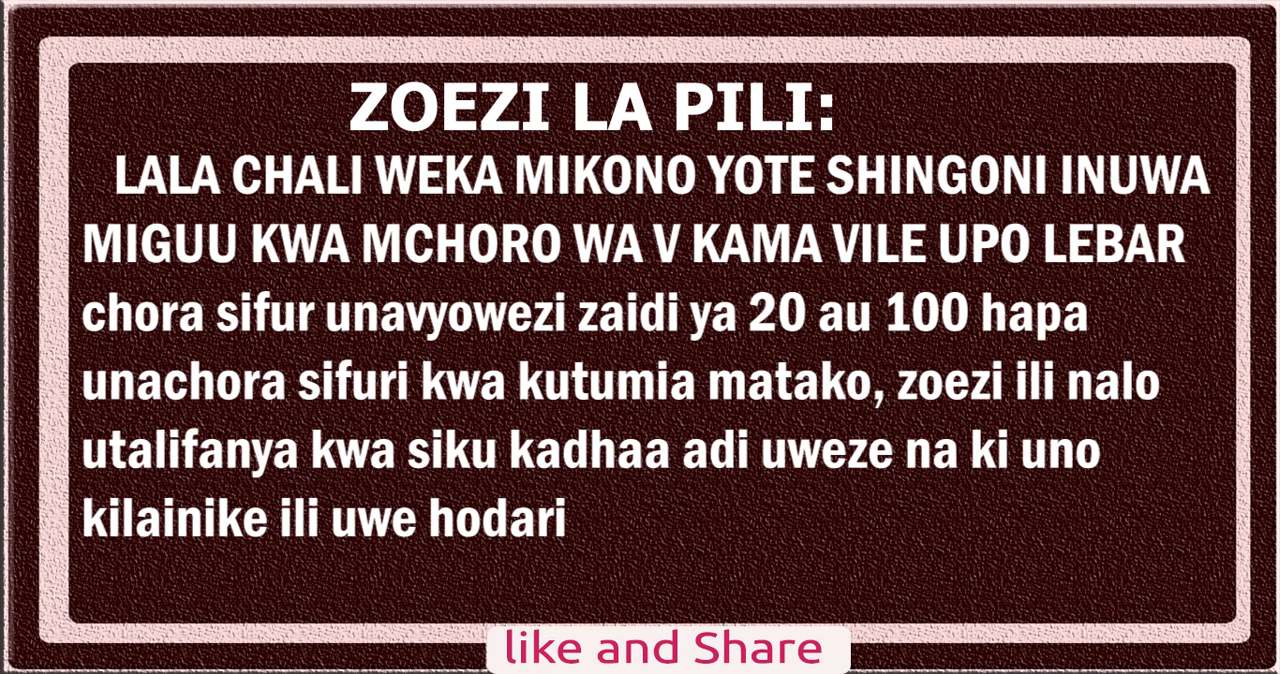 ZOEZI LA PILI:
LALA CHALI WEKA MIKONO YOTE SHINGONI INUWA
MIGUU KWA MCHORO WA V KAMA VILE UPO LEBAR
chora sifur unavyowezi zaidi ya 20 au 100 hapa
unachora sifuri kwa kutumia matako, zoezi ili nalo
utalifanya kwa siku kadhaa adi uweze na ki uno
kilainike ili uwe hodari
like and Share